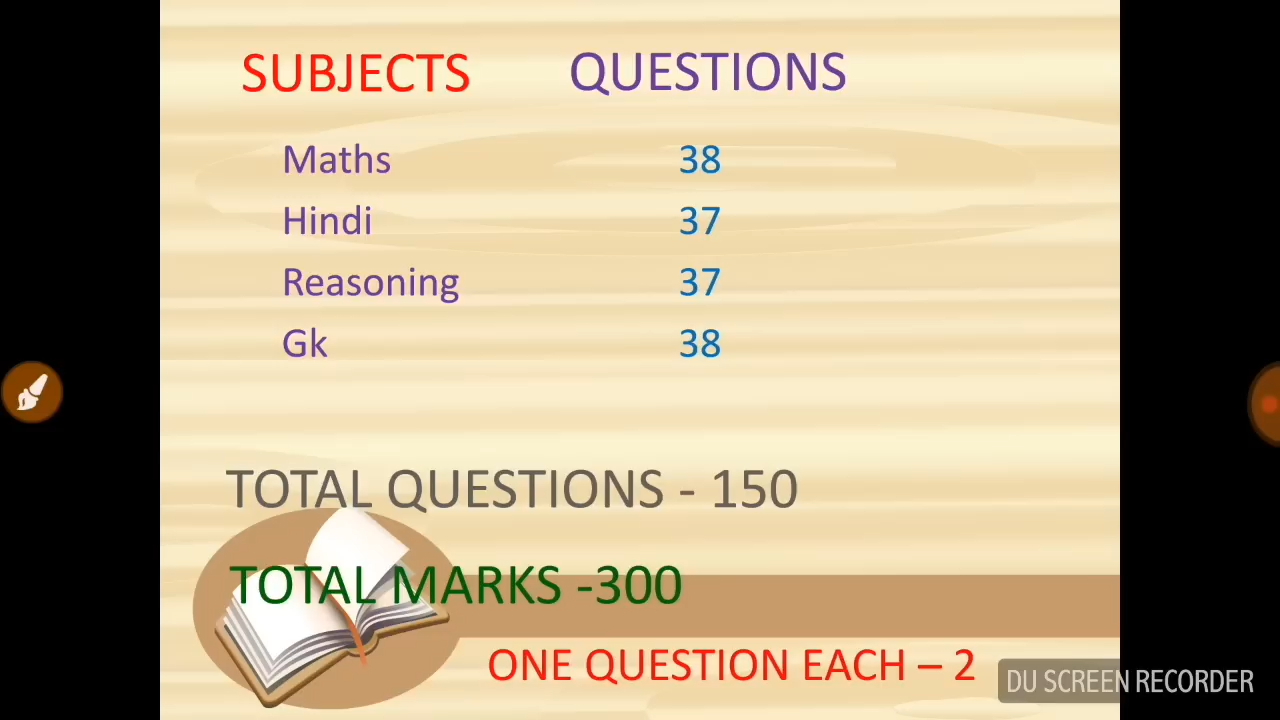 SUBJECTS QUESTIONS
Maths 38
Hindi 37
Reasoning 37
Gk 38
TOTAL QUESTIONS - 150
TOTAL MARKS -300
ONE QUESTION EACH – 2
DU SCREEN RECORDER